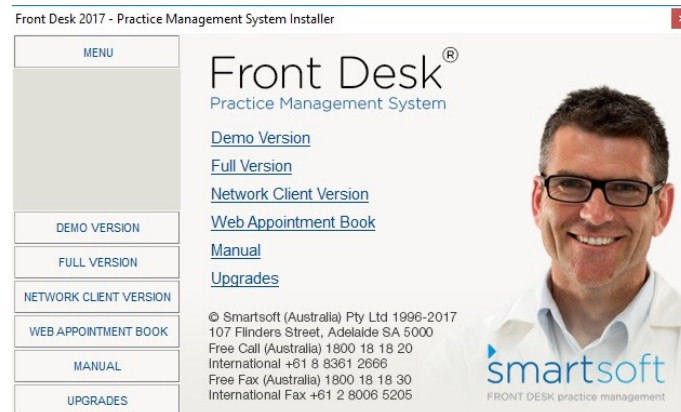 Front Desk 2017 - Practice Management System Installer
MENU
DEMO VERSION
FULL VERSION
NETWORK CLIENT VERSION
WEB APPOINTMENT BOOK
MANUAL
UPGRADES
Front Desk®
Practice Management System
Demo Version
Full Version
Network Client Version
Web Appointment Book
Manual
Upgrades
© Smartsoft (Australia) Pty Ltd 1996-2017
107 Flinders Street, Adelaide SA 5000
Free Call (Australia) 1800 18 18 20
International +61 8 8361 2666
Free Fax (Australia) 1800 18 18 30
International Fax +61 2 8006 5205
smartsoft
FRONT DESK practice management